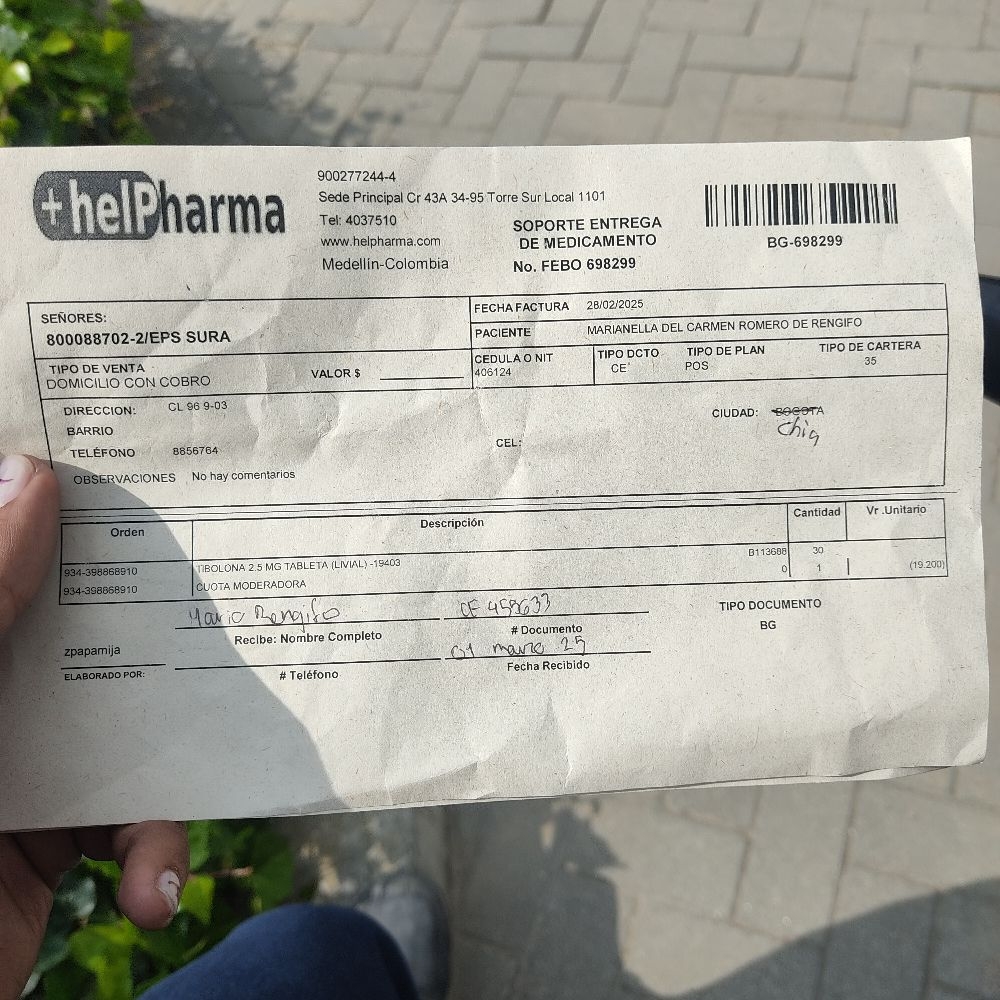 +helPharma
900277244-4
Sede Principal Cr 43A 34-95 Torre Sur Local 1101
Tel: 4037510
www.helpharma.com
Medellín-Colombia
SOPORTE ENTREGA
DE MEDICAMENTO
No. FEBO 698299
BG-698299
SEÑORES:
800088702-2/EPS SURA
FECHA FACTURA 28/02/2025
PACIENTE MARIANELLA DEL CARMEN ROMERO DE RENGIFO
TIPO DE VENTA
DOMICILIO CON COBRO
VALOR $
CEDULA O NIT
406124
TIPO DCTO
CE
TIPO DE PLAN
POS
TIPO DE CARTERA
35
DIRECCION: CL 96 9-03
BARRIO
TELÉFONO 8856764
CEL:
CIUDAD: BOGOTA
Chia
OBSERVACIONES No hay comentarios
Orden Descripción Cantidad Vr .Unitario
934-398868910 TIBOLONA 2.5 MG TABLETA (LIVIAL) -19403 B113688 30
934-398868910 CUOTA MODERADORA 0 1 (19.200)
Mario Rengifo CE 458633
Recibe: Nombre Completo # Documento
TIPO DOCUMENTO
BG
zpapamija
ELABORADO POR:
# Teléfono
01 marzo 25
Fecha Recibido